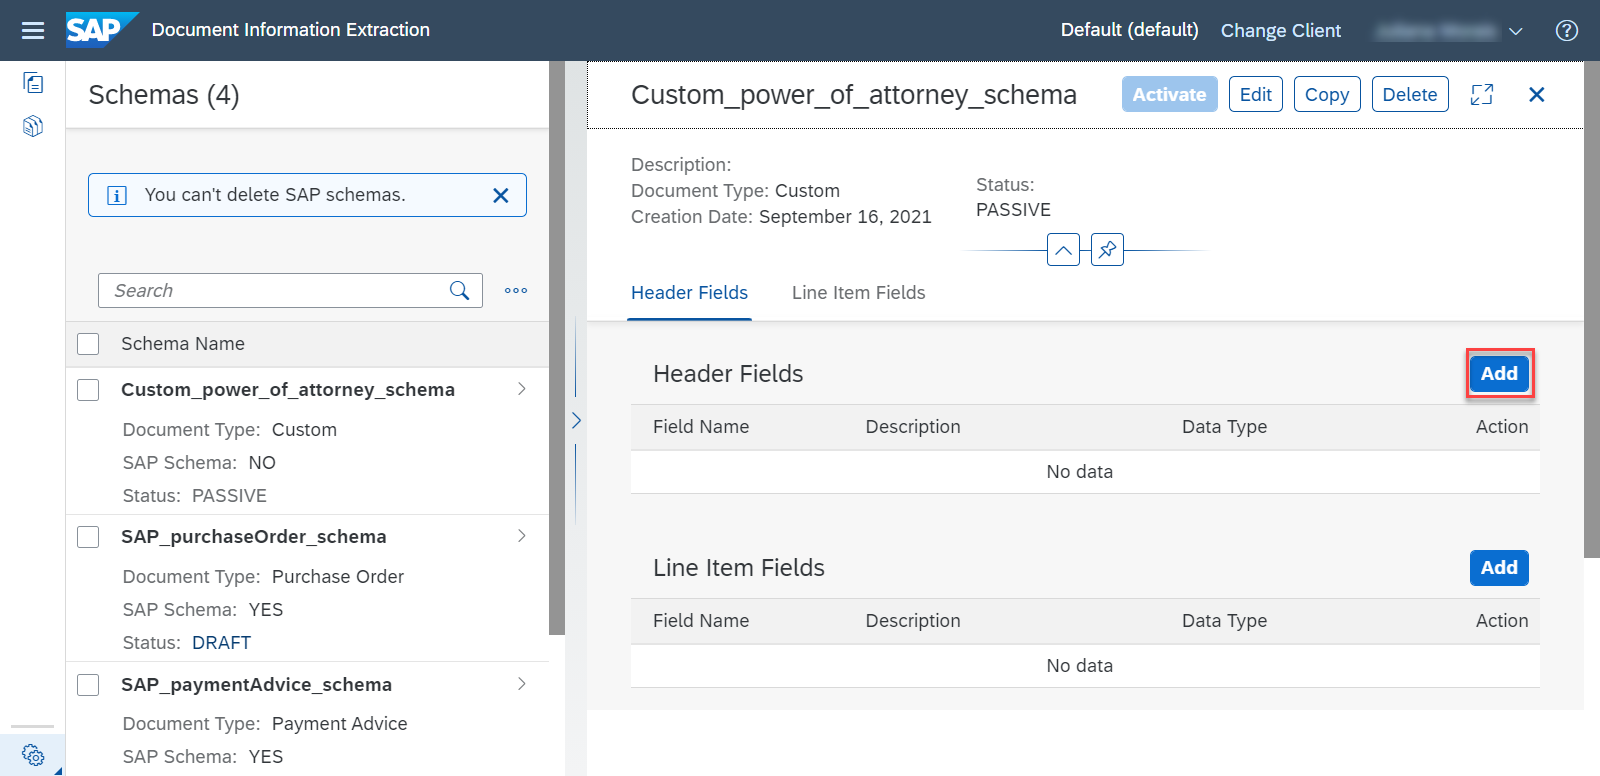 SAP Document Information Extraction
Default (default) Change Client
Schemas (4)
You can't delete SAP schemas.
Search
Schema Name
Custom_power_of_attorney_schema
Document Type: Custom
SAP Schema: NO
Status: PASSIVE
SAP_purchaseOrder_schema
Document Type: Purchase Order
SAP Schema: YES
Status: DRAFT
SAP_paymentAdvice_schema
Document Type: Payment Advice
SAP Schema: YES
Custom_power_of_attorney_schema
Activate Edit Copy Delete
Description:
Document Type: Custom
Creation Date: September 16, 2021
Status:
PASSIVE
Header Fields Line Item Fields
Header Fields Add
Field Name Description Data Type Action
No data
Line Item Fields Add
Field Name Description Data Type Action
No data